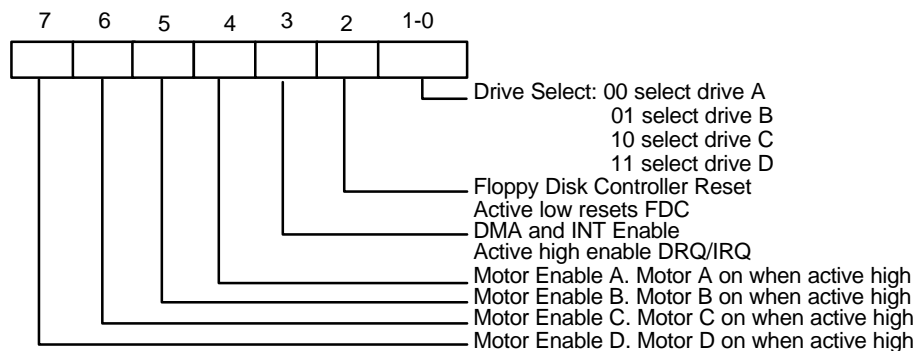 7 6 5 4 3 2 1-0
Drive Select: 00 select drive A
01 select drive B
10 select drive C
11 select drive D
Floppy Disk Controller Reset
Active low resets FDC
DMA and INT Enable
Active high enable DRQ/IRQ
Motor Enable A. Motor A on when active high
Motor Enable B. Motor B on when active high
Motor Enable C. Motor C on when active high
Motor Enable D. Motor D on when active high